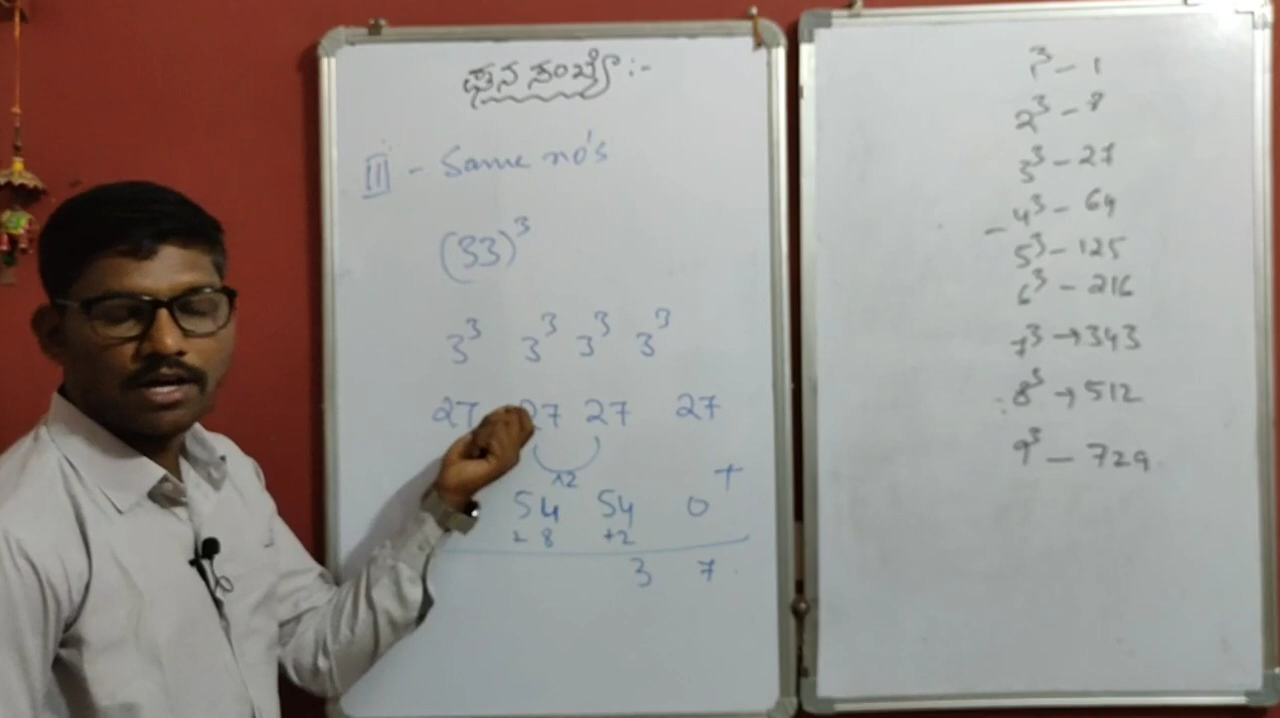 ಘನ ಸಂಖ್ಯೆ :-
III - Same no's
(33)³
3³ 3³ 3³ 3³
27 27 27 27
×2
54 54 0 +
+8 +2
3 7
1³ - 1
2³ - 8
3³ - 27
4³ - 64
5³ - 125
6³ - 216
7³ → 343
8³ → 512
9³ - 729